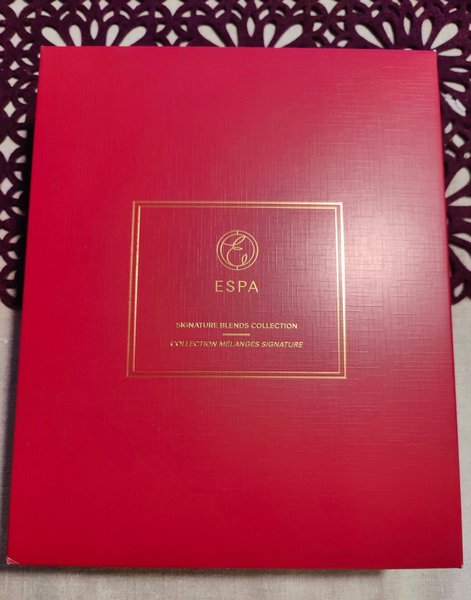 ESPA
SIGNATURE BLENDS COLLECTION
COLLECTION MÉLANGES SIGNATURE